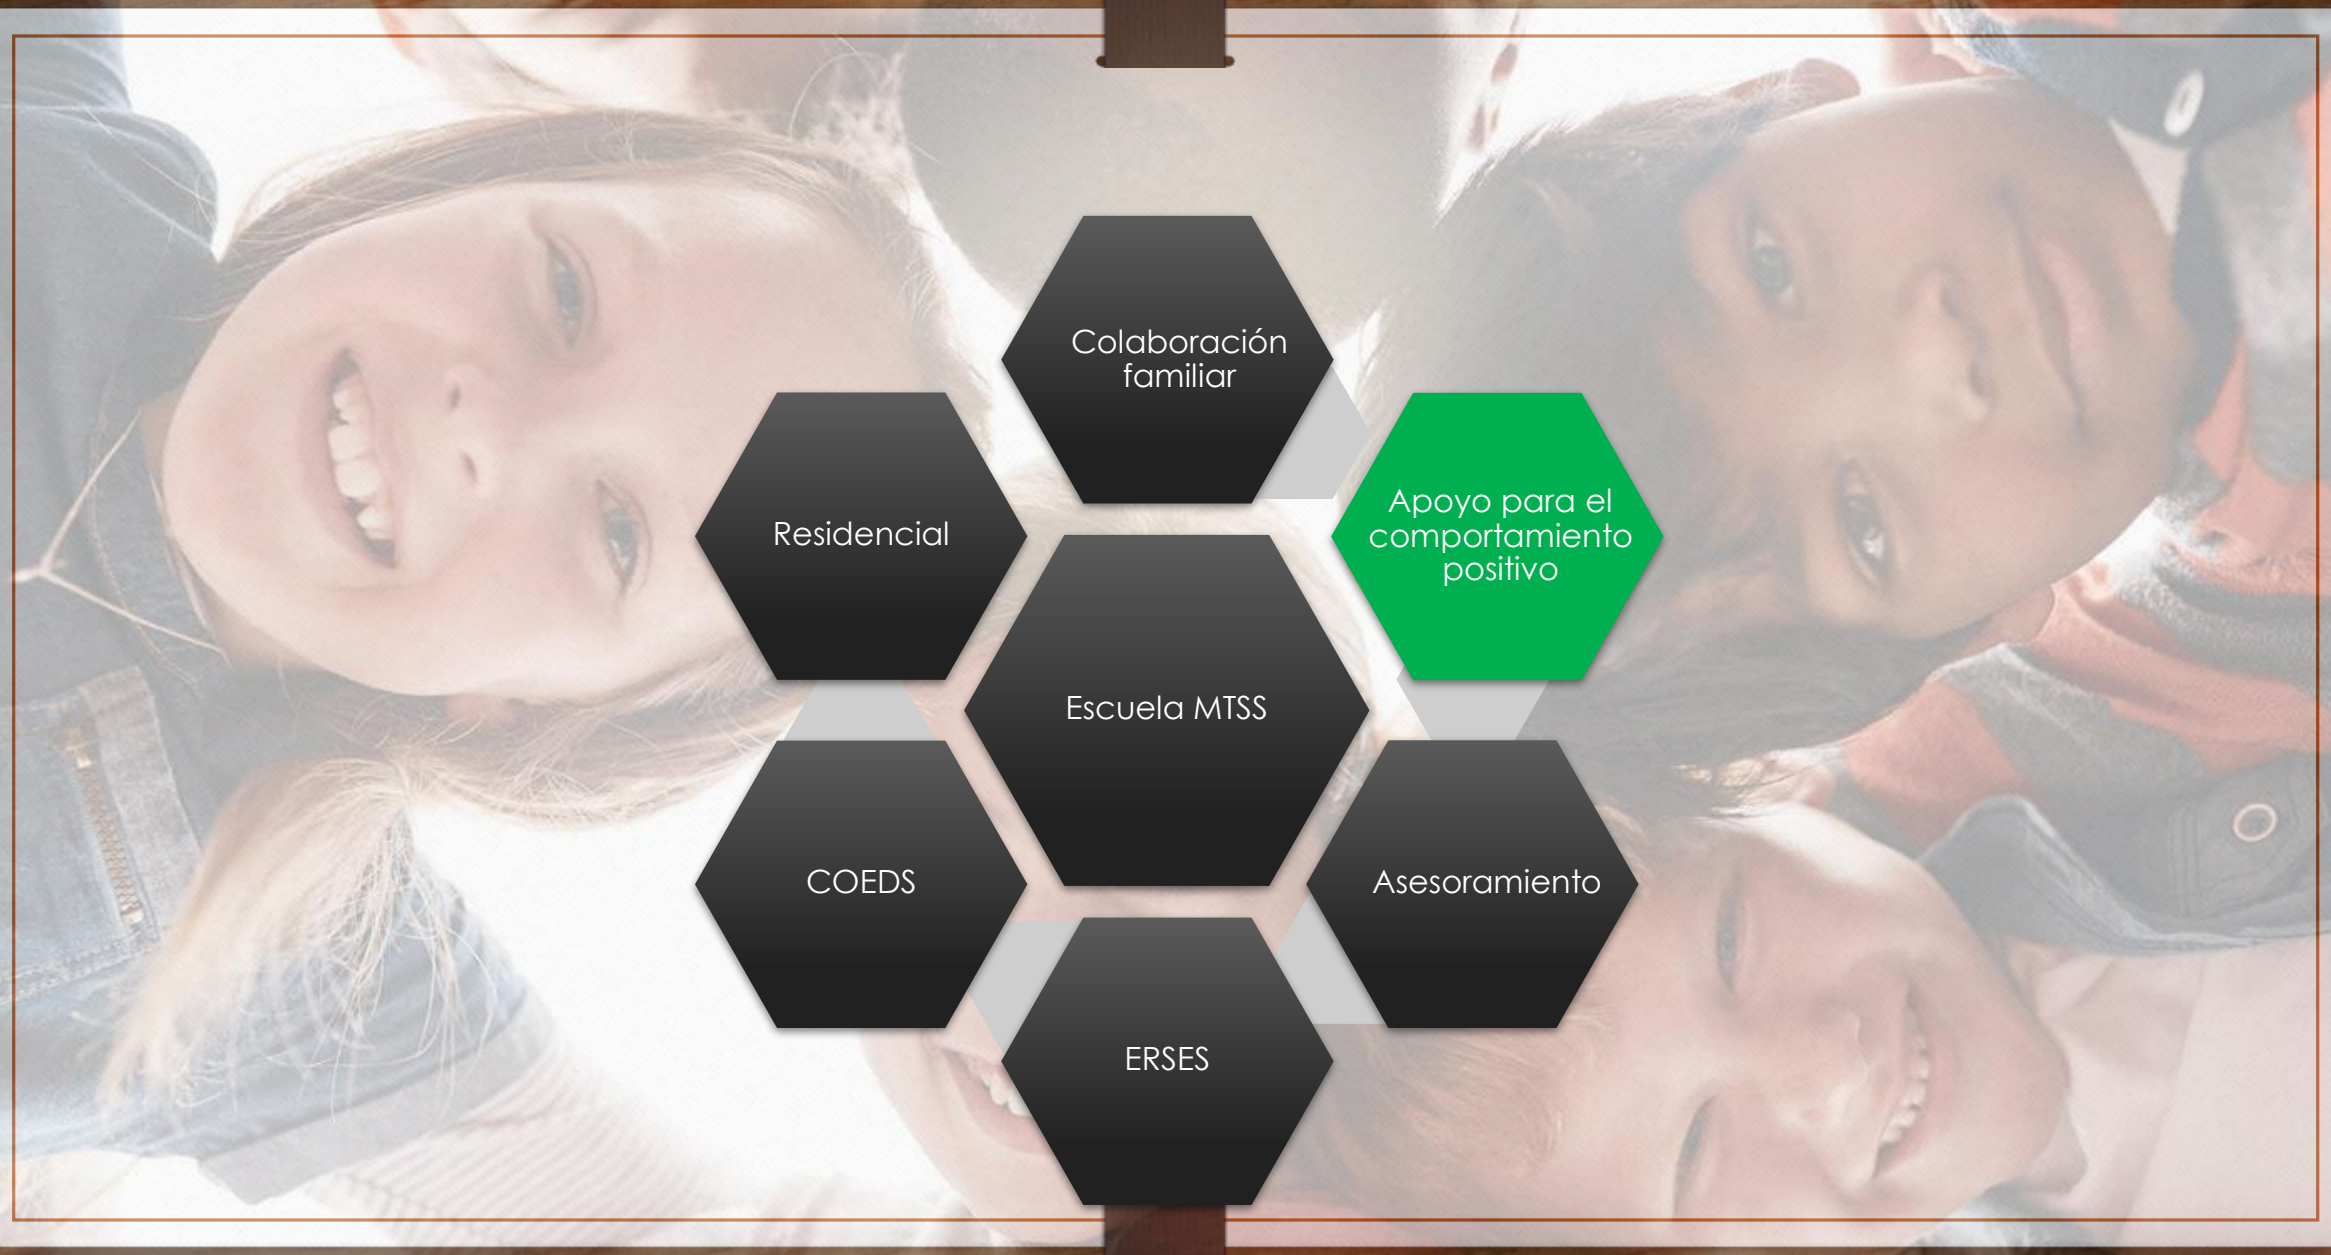 Colaboración
familiar
Apoyo para el
comportamiento
positivo
Residencial
Escuela MTSS
COEDS
Asesoramiento
ERSES